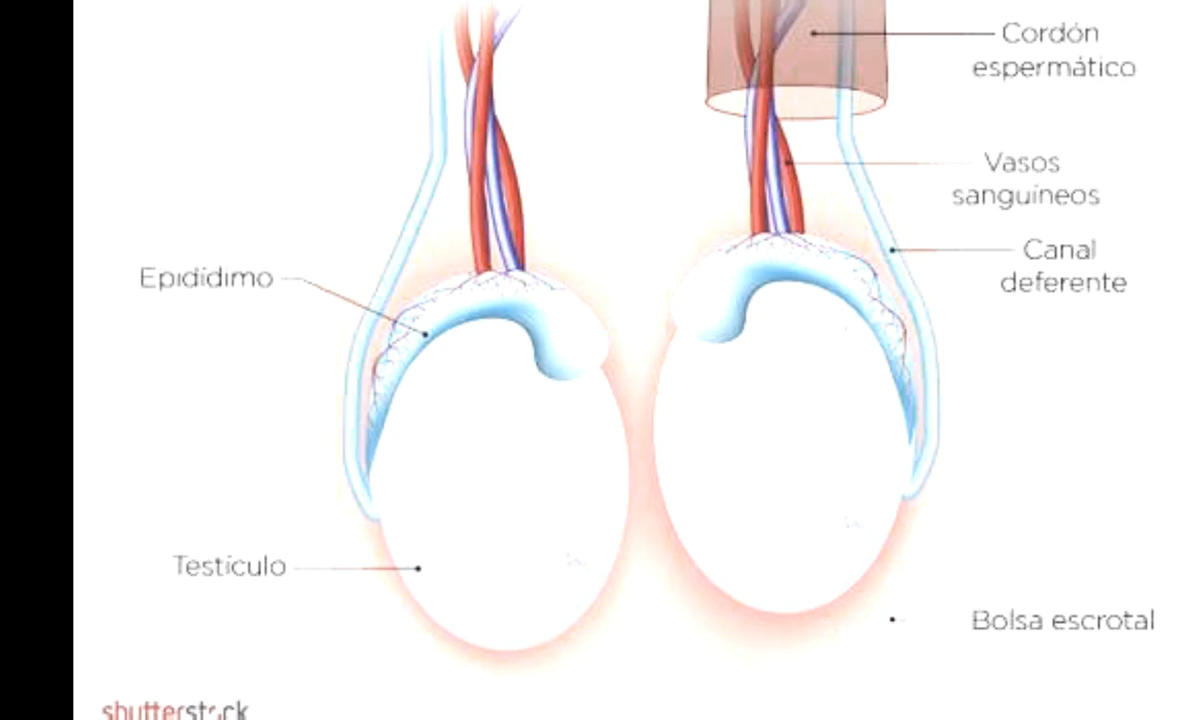 Cordón
espermático
Vasos
sanguíneos
Canal
deferente
Epidídimo
Testículo
Bolsa escrotal
shutterstock